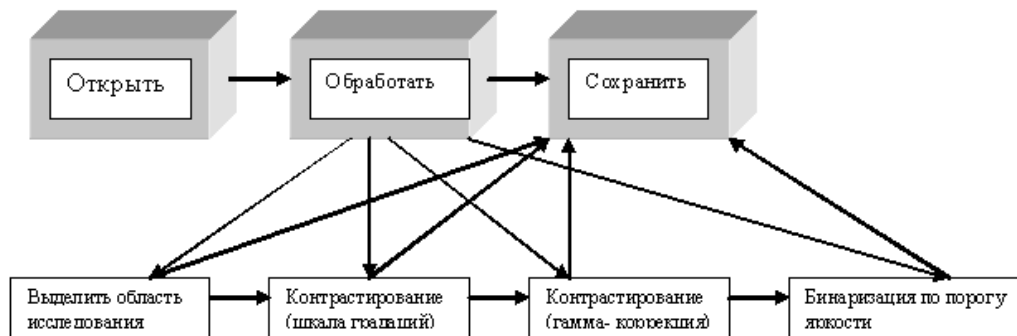 Открыть
Обработать
Сохранить
Выделить область
исследования
Контрастирование
(шкала градаций)
Контрастирование
(гамма- коррекция)
Бинаризация по порогу
яркости